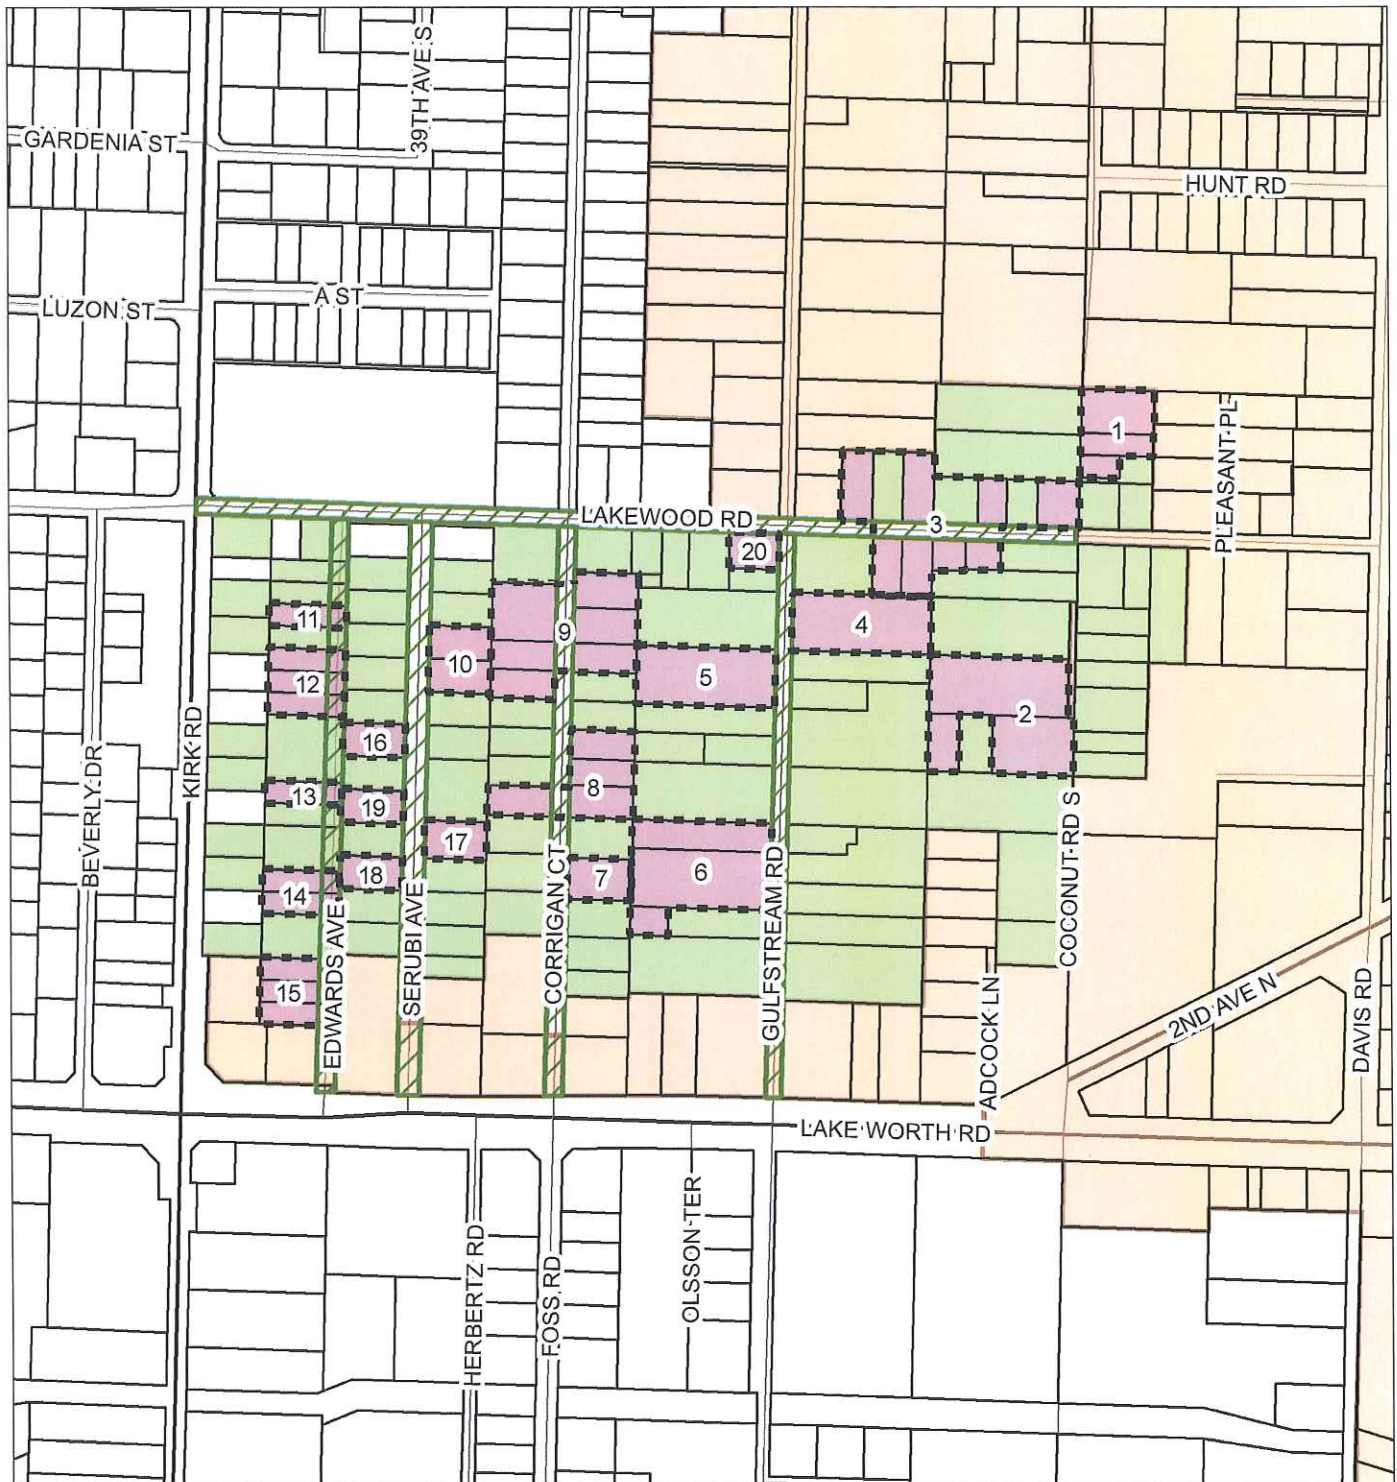 39TH AVE S
GARDENIA ST
HUNT RD
A ST
LUZON ST
1
PLEASANT PL
LAKEWOOD RD
3
20
11
9
4
10
5
12
2
16
KIRK RD
BEVERLY DR
13
19
8
17
COCONUT RD S
18
7
6
14
EDWARDS AVE
SERUBI AVE
CORRIGAN CT
GULFSTREAM RD
15
ADCOCK LN
2ND AVE N
DAVIS RD
LAKE WORTH RD
HERBERTZ RD
FOSS RD
OLSSON TER